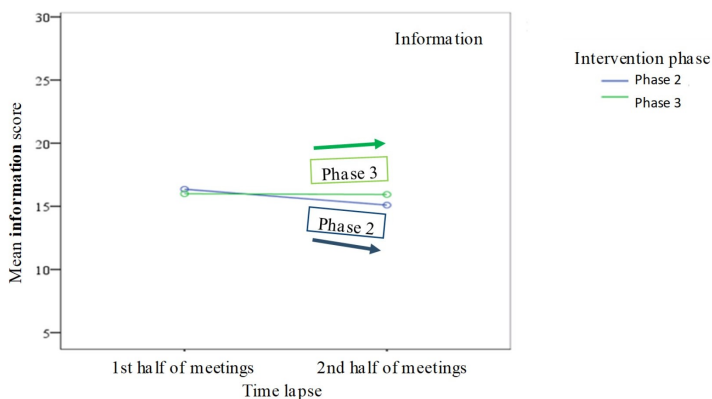 Information
Intervention phase
Phase 2
Phase 3
Mean information score
30
25
20
15
10
5
Phase 3
Phase 2
1st half of meetings
2nd half of meetings
Time lapse